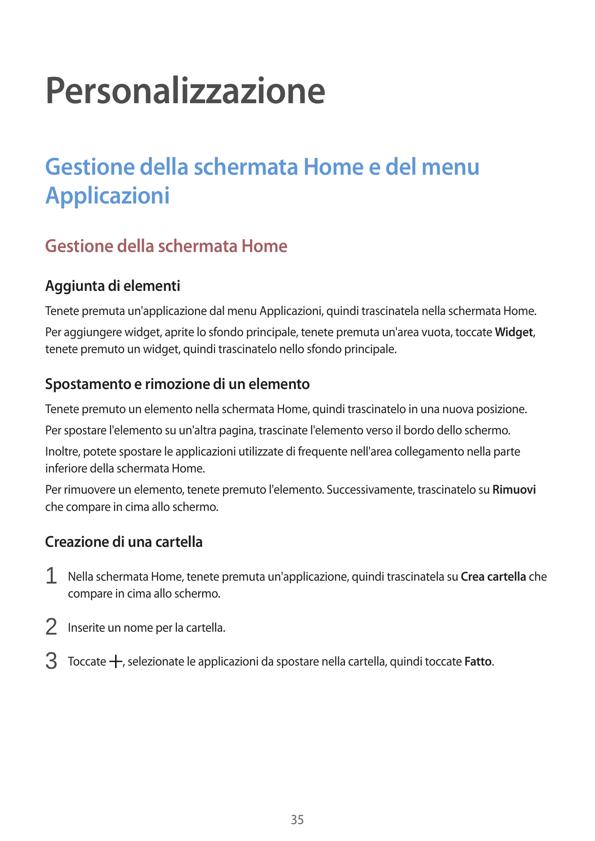 Personalizzazione
Gestione della schermata Home e del menu
Applicazioni
Gestione della schermata Home
Aggiunta di elementi
Tenete premuta un'applicazione dal menu Applicazioni, quindi trascinatela nella schermata Home.
Per aggiungere widget, aprite lo sfondo principale, tenete premuta un'area vuota, toccate Widget,
tenete premuto un widget, quindi trascinatelo nello sfondo principale.
Spostamento e rimozione di un elemento
Tenete premuto un elemento nella schermata Home, quindi trascinatelo in una nuova posizione.
Per spostare l'elemento su un'altra pagina, trascinate l'elemento verso il bordo dello schermo.
Inoltre, potete spostare le applicazioni utilizzate di frequente nell'area collegamento nella parte
inferiore della schermata Home.
Per rimuovere un elemento, tenete premuto l'elemento. Successivamente, trascinatelo su Rimuovi
che compare in cima allo schermo.
Creazione di una cartella
1 Nella schermata Home, tenete premuta un'applicazione, quindi trascinatela su Crea cartella che
compare in cima allo schermo.
2 Inserite un nome per la cartella.
3 Toccate +, selezionate le applicazioni da spostare nella cartella, quindi toccate Fatto.
35